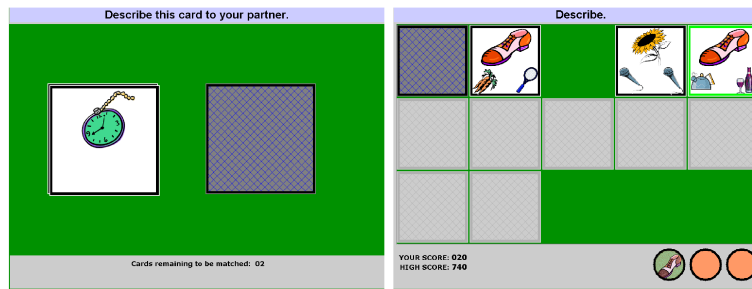 Describe this card to your partner.
Cards remaining to be matched: 02
Describe.
YOUR SCORE: 020
HIGH SCORE: 740